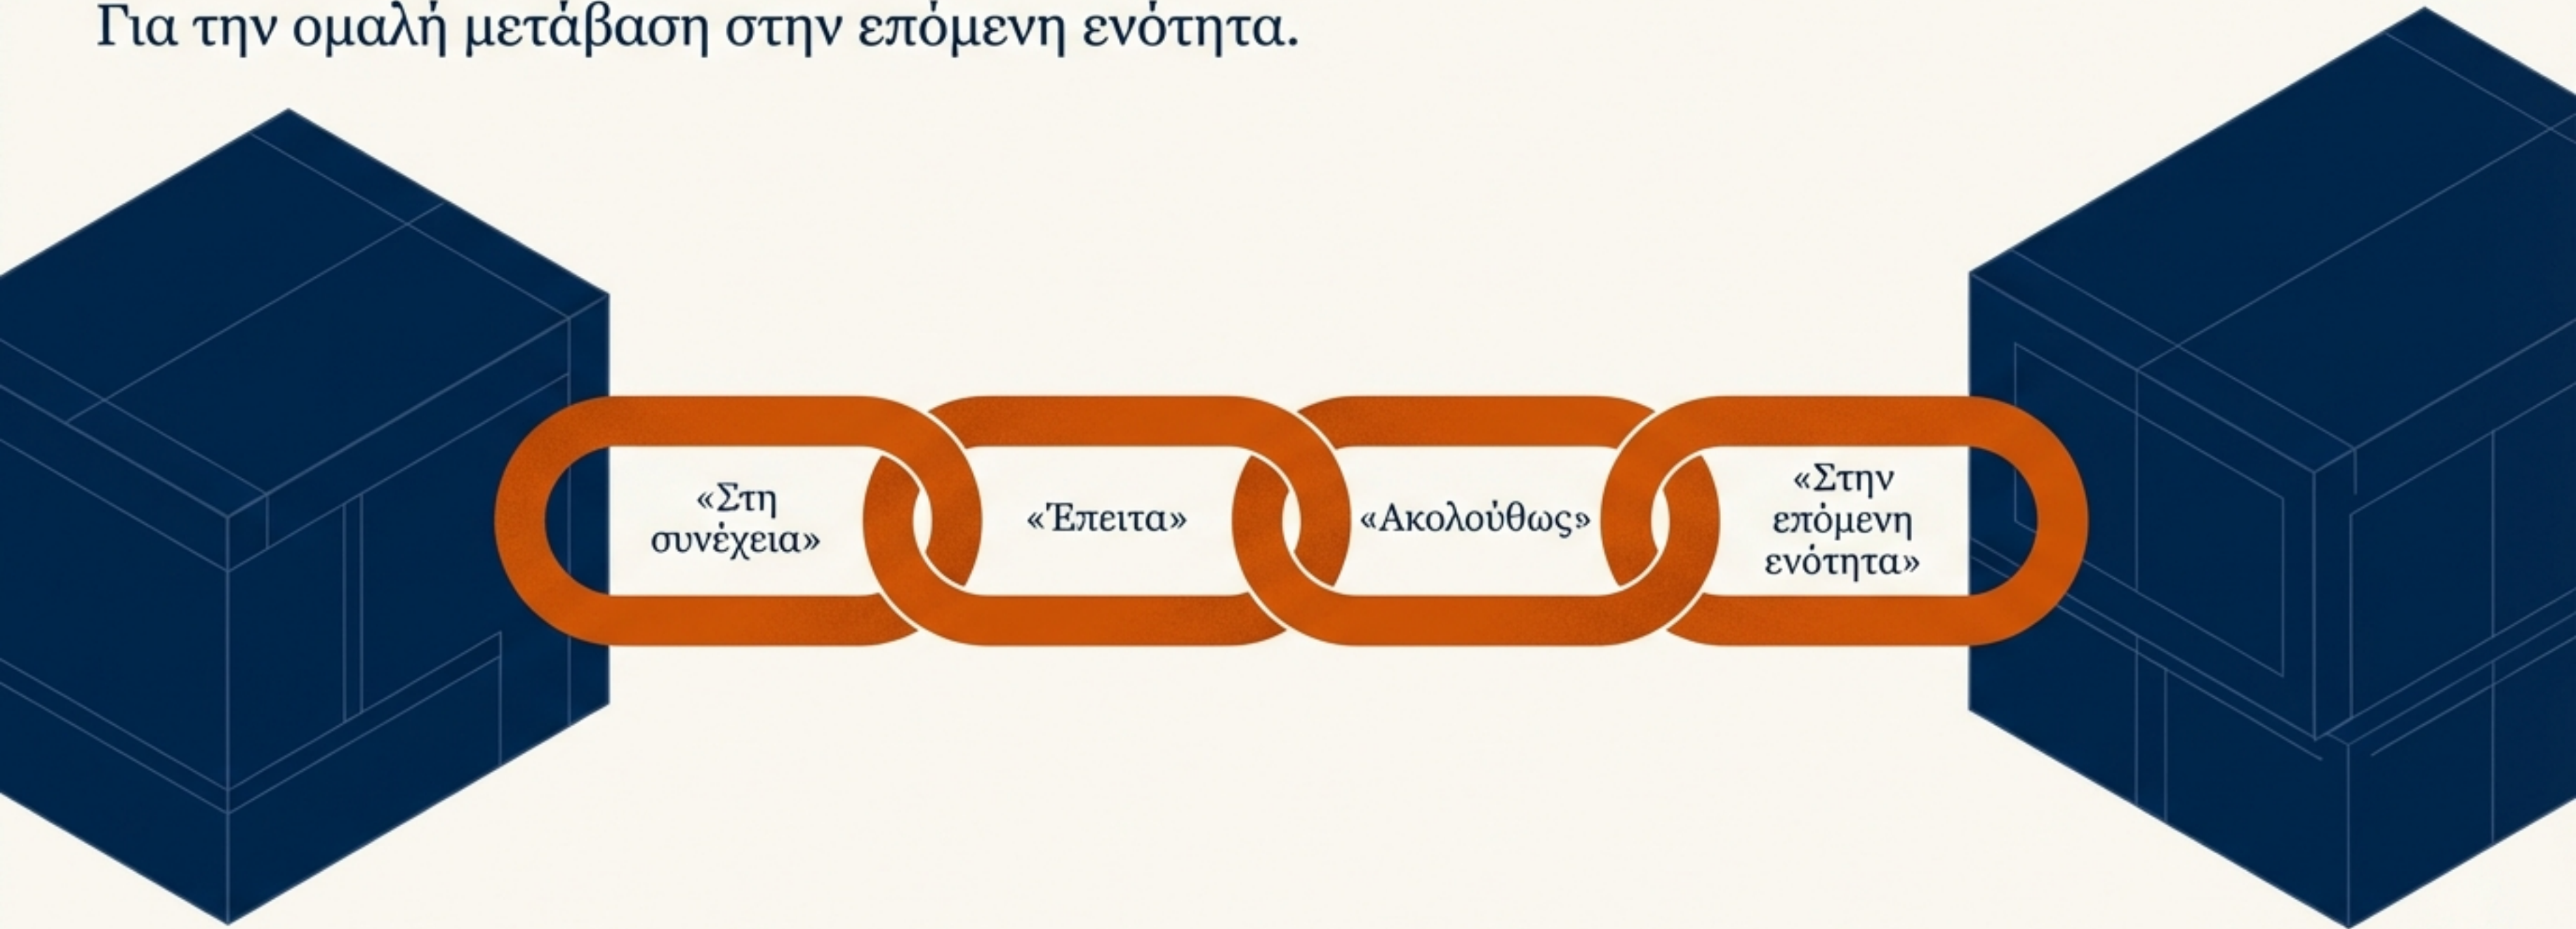 Για την ομαλή μετάβαση στην επόμενη ενότητα.
«Στη
συνέχεια»
«Έπειτα»
«Ακολούθως»
«Στην
επόμενη
ενότητα»